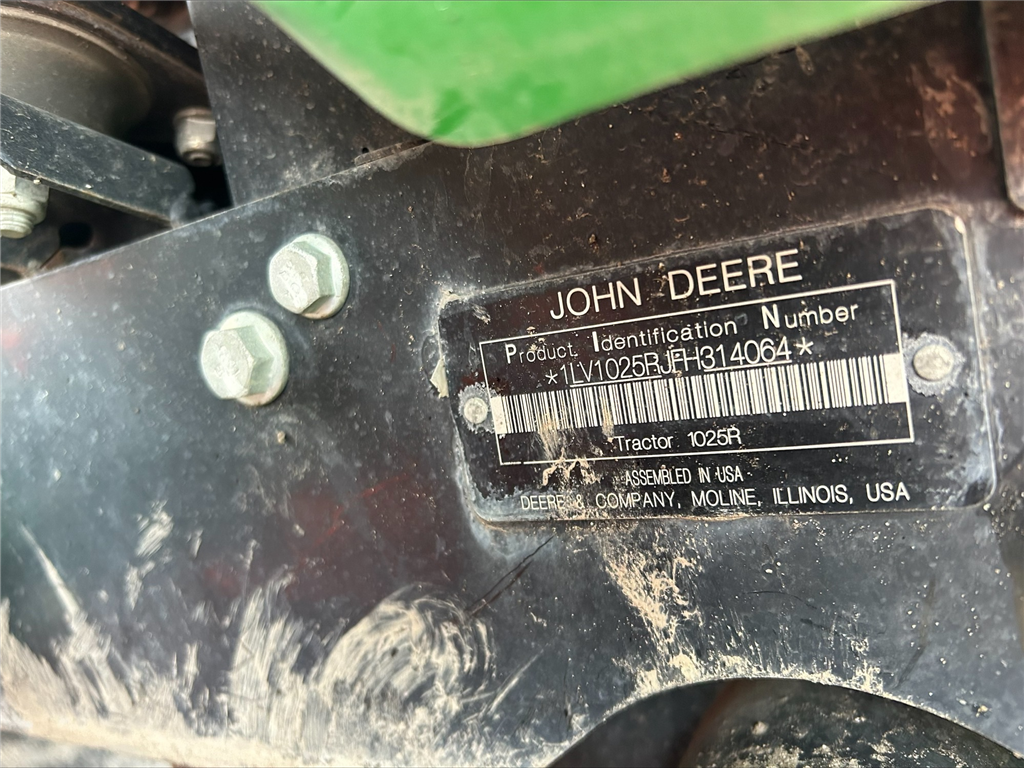 JOHN DEERE
Product Identification Number
*1LV1025RJFH314064*
Tractor 1025R
ASSEMBLED IN USA
DEERE & COMPANY, MOLINE, ILLINOIS, USA